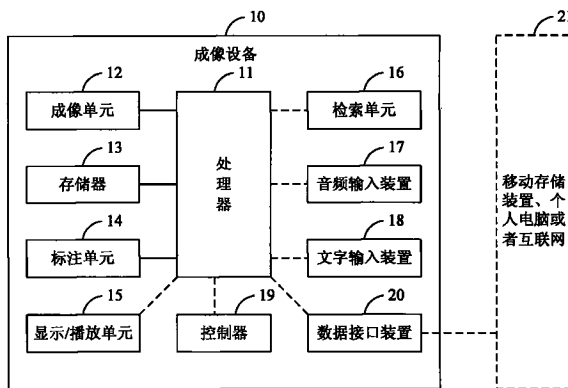 10
21
成像设备
12
成像单元
11
处理器
16
检索单元
13
存储器
17
音频输入装置
14
标注单元
18
文字输入装置
15
显示/播放单元
19
控制器
20
数据接口装置
移动存储
装置、个
人电脑或
者互联网